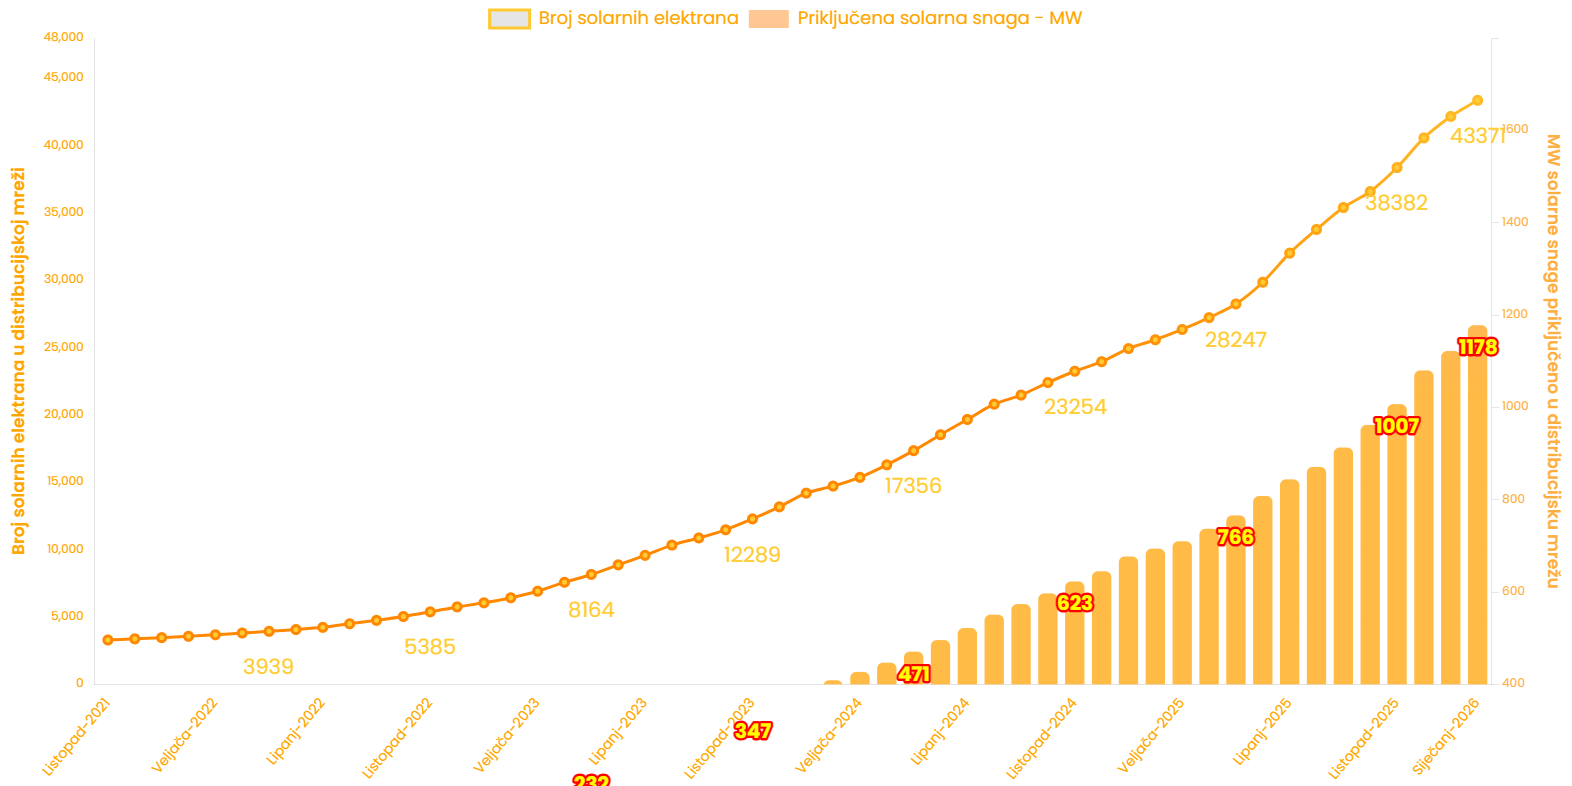 Broj solarnih elektrana
Priključena solarna snaga - MW
Broj solarnih elektrana u distribucijskoj mreži
48,000
45,000
40,000
35,000
30,000
25,000
20,000
15,000
10,000
5,000
0
3939
5385
8164
12289
17356
23254
28247
38382
43371
232
347
471
623
766
1007
1178
1600
1400
1200
1000
800
600
400
MW solarne snage priključeno u distribucijsku mrežu
Listopad-2021
Veljača-2022
Lipanj-2022
Listopad-2022
Veljača-2023
Lipanj-2023
Listopad-2023
Veljača-2024
Lipanj-2024
Listopad-2024
Veljača-2025
Lipanj-2025
Listopad-2025
Siječanj-2026